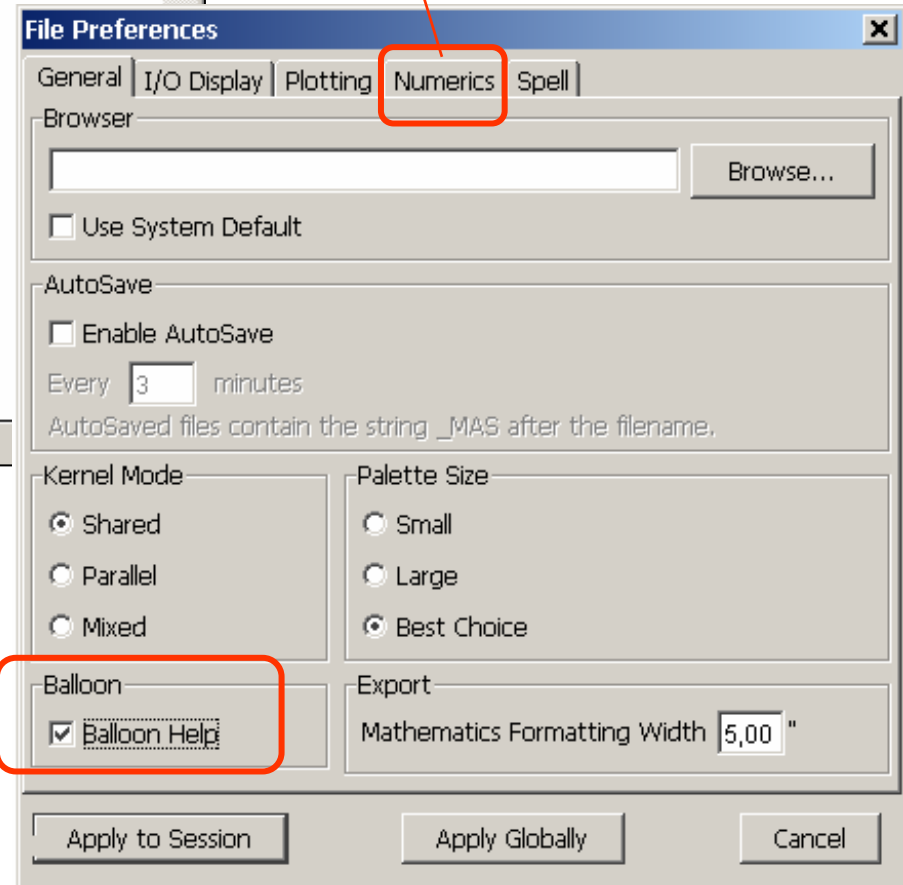 File Preferences
General I/O Display Plotting Numerics Spell
Browser
Browse...
Use System Default
AutoSave
Enable AutoSave
Every 3 minutes
AutoSaved files contain the string _MAS after the filename.
Kernel Mode
Shared
Parallel
Mixed
Palette Size
Small
Large
Best Choice
Balloon
Balloon Help
Export
Mathematics Formatting Width 5,00 "
Apply to Session Apply Globally Cancel